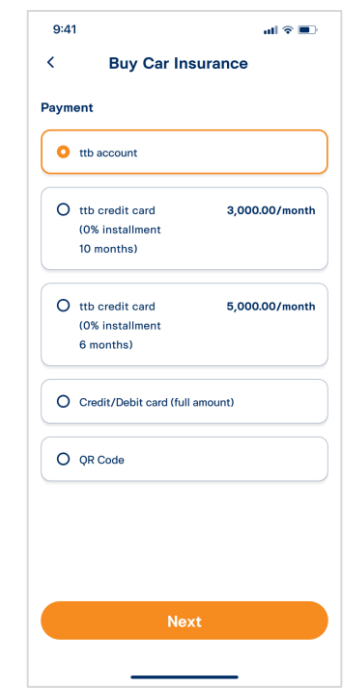 9:41
Buy Car Insurance
Payment
ttb account
ttb credit card 3,000.00/month
(0% installment
10 months)
ttb credit card 5,000.00/month
(0% installment
6 months)
Credit/Debit card (full amount)
QR Code
Next